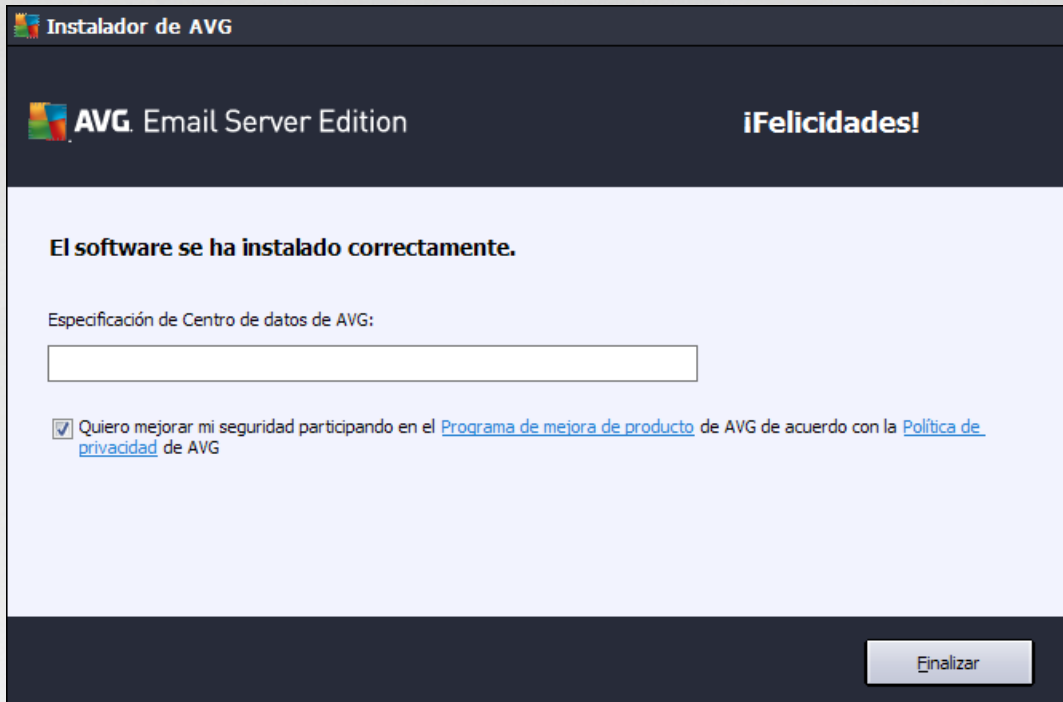 Instalador de AVG
AVG. Email Server Edition
¡Felicidades!
El software se ha instalado correctamente.
Especificación de Centro de datos de AVG:
Quiero mejorar mi seguridad participando en el Programa de mejora de producto de AVG de acuerdo con la Política de
privacidad de AVG
Finalizar